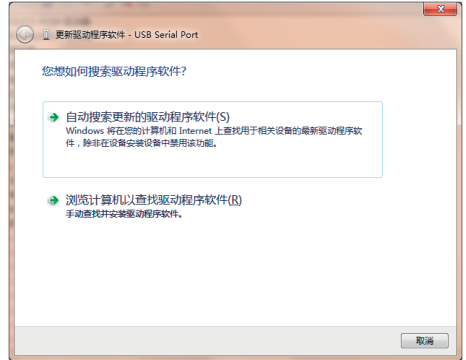 更新驱动程序软件 - USB Serial Port
您想如何搜索驱动程序软件?
自动搜索更新的驱动程序软件(S)
Windows 将在您的计算机和 Internet 上查找用于相关设备的最新驱动程序软
件，除非在设备安装设备中禁用该功能。
浏览计算机以查找驱动程序软件(R)
手动查找并安装驱动程序软件。
取消